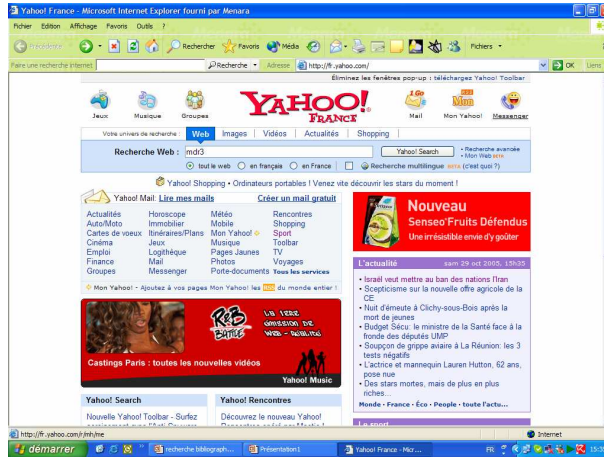 Yahoo! France - Microsoft Internet Explorer fourni par Menara
Fichier Edition Affichage Favoris Outils ?
Précédente Rechercher Favoris Média Fichiers
Faire une recherche Internet Recherche Adresse http://fr.yahoo.com/ OK Liens
Éliminez les fenêtres pop-up : téléchargez Yahoo! Toolbar
YAHOO! FRANCE
1 Go
Jeux Musique Groupes Mail Mon Yahoo! Messenger
Votre univers de recherche : Web Images Vidéos Actualités Shopping
Recherche Web : mdr3 Yahoo! Search
• Recherche avancée
• Mon Web BETA
tout le web en français en France Recherche multilingue BETA (c'est quoi ?)
Yahoo! Shopping • Ordinateurs portables ! Venez vite découvrir les stars du moment !
Yahoo! Mail: Lire mes mails Créer un mail gratuit
Actualités Horoscope Météo Rencontres
Auto/Moto Immobilier Mobile Shopping
Cartes de voeux Itinéraires/Plans Mon Yahoo! Sport
Cinéma Jeux Musique Toolbar
Emploi Logithèque Pages Jaunes TV
Finance Mail Photos Voyages
Groupes Messenger Porte-documents Tous les services
Mon Yahoo! - Ajoutez à vos pages Mon Yahoo! les RSS du monde entier !
R&B BATTLE
LA 1ERE
EMISSION DE
WEB - REALITE
Castings Paris : toutes les nouvelles vidéos
Yahoo! Music
Yahoo! Search Yahoo! Rencontres
Nouvelle Yahoo! Toolbar - Surfez Découvrez le nouveau Yahoo!
Nouveau
Senseo'Fruits Défendus
Une irrésistible envie d'y goûter
L'actualité sam 29 oct 2005, 15h35
• Israël veut mettre au ban des nations l'Iran
• Scepticisme sur la nouvelle offre agricole de la
CE
• Nuit d'émeute à Clichy-sous-Bois après la
mort de jeunes
• Budget Sécu: le ministre de la Santé face à la
fronde des députés UMP
• Soupçon de grippe aviaire à La Réunion: les 3
tests négatifs
• L'actrice et mannequin Lauren Hutton, 62 ans,
pose nue
• Des stars mortes, mais de plus en plus
riches...
Monde - France - Éco - People - toute l'actu...
Le sport
http://fr.yahoo.com/r/mh/me Internet
démarrer recherche bibliograph... Présentation1 Yahoo! France - Micr... FR